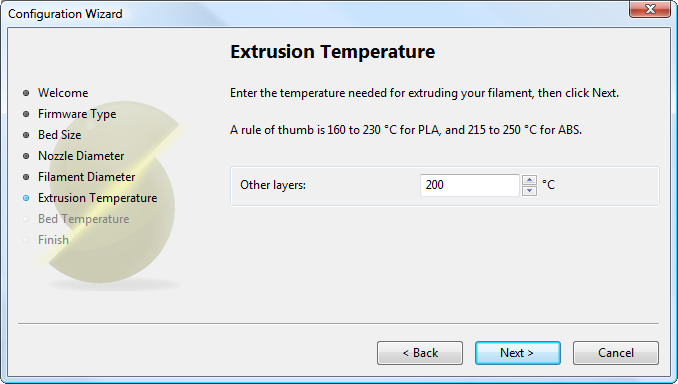 Configuration Wizard
Extrusion Temperature
Welcome
Firmware Type
Bed Size
Nozzle Diameter
Filament Diameter
Extrusion Temperature
Bed Temperature
Finish
Enter the temperature needed for extruding your filament, then click Next.
A rule of thumb is 160 to 230 °C for PLA, and 215 to 250 °C for ABS.
Other layers: 200 °C
< Back Next > Cancel